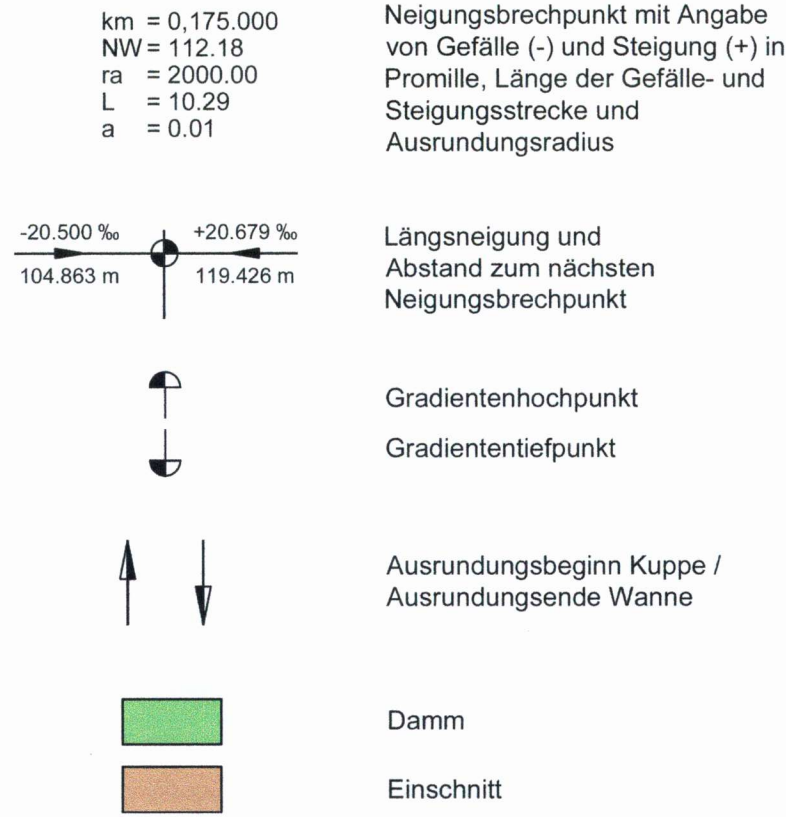 km = 0,175.000
NW = 112.18
ra = 2000.00
L = 10.29
a = 0.01
Neigungsbrechpunkt mit Angabe
von Gefälle (-) und Steigung (+) in
Promille, Länge der Gefälle- und
Steigungsstrecke und
Ausrundungsradius
-20.500 ‰
+20.679 ‰
104.863 m
119.426 m
Längsneigung und
Abstand zum nächsten
Neigungsbrechpunkt
Gradientenhochpunkt
Gradiententiefpunkt
Ausrundungsbeginn Kuppe /
Ausrundungsende Wanne
Damm
Einschnitt